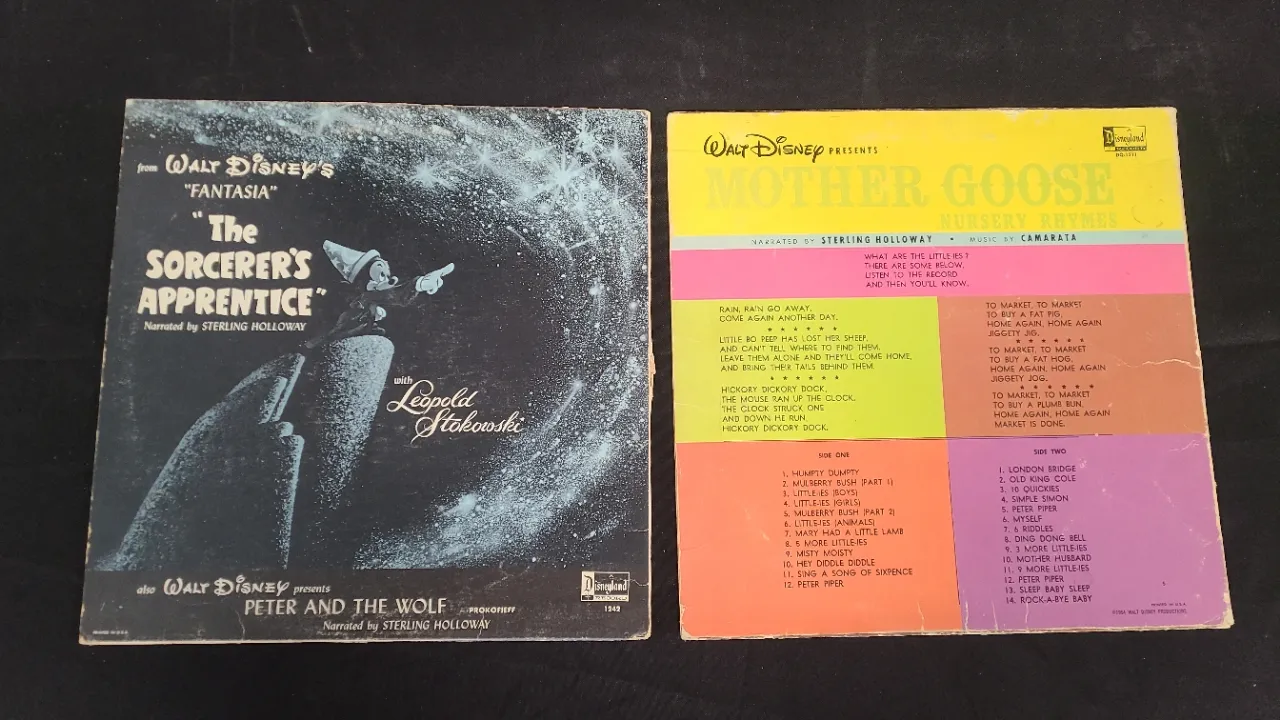 from WALT DISNEY'S
"FANTASIA"
"The
SORCERER'S
APPRENTICE"
Narrated by STERLING HOLLOWAY
with
Leopold
Stokowski
also WALT DISNEY presents
PETER AND THE WOLF PROKOFIEFF
Narrated by STERLING HOLLOWAY
Disneyland
1242
PRINTED IN U.S.A.
WALT DISNEY PRESENTS
Disneyland
MOTHER GOOSE
NURSERY RHYMES
NARRATED BY STERLING HOLLOWAY • MUSIC BY CAMARATA
WHAT ARE THE LITTLE-IES?
THERE ARE SOME BELOW,
LISTEN TO THE RECORD
AND THEN YOU'LL KNOW.
RAIN, RAIN GO AWAY,
COME AGAIN ANOTHER DAY.
* * * * * *
LITTLE BO PEEP HAS LOST HER SHEEP,
AND CAN'T TELL WHERE TO FIND THEM,
LEAVE THEM ALONE AND THEY'LL COME HOME,
AND BRING THEIR TAILS BEHIND THEM.
* * * * * *
HICKORY DICKORY DOCK,
THE MOUSE RAN UP THE CLOCK,
THE CLOCK STRUCK ONE
AND DOWN HE RUN
HICKORY DICKORY DOCK.
TO MARKET, TO MARKET
TO BUY A FAT PIG,
HOME AGAIN, HOME AGAIN
JIGGETY JIG.
* * * * * *
TO MARKET, TO MARKET
TO BUY A FAT HOG,
HOME AGAIN, HOME AGAIN
JIGGETY JOG.
* * * * * *
TO MARKET, TO MARKET
TO BUY A PLUMB BUN,
HOME AGAIN, HOME AGAIN
MARKET IS DONE.
SIDE ONE
1. HUMPTY DUMPTY
2. MULBERRY BUSH (PART 1)
3. LITTLE-IES (BOYS)
4. LITTLE-IES (GIRLS)
5. MULBERRY BUSH (PART 2)
6. LITTLE-IES (ANIMALS)
7. MARY HAD A LITTLE LAMB
8. 5 MORE LITTLE-IES
9. MISTY MOISTY
10. HEY DIDDLE DIDDLE
11. SING A SONG OF SIXPENCE
12. PETER PIPER
SIDE TWO
1. LONDON BRIDGE
2. OLD KING COLE
3. 10 QUICKIES
4. SIMPLE SIMON
5. PETER PIPER
6. MYSELF
7. 6 RIDDLES
8. DING DONG BELL
9. 3 MORE LITTLE-IES
10. MOTHER HUBBARD
11. 9 MORE LITTLE-IES
12. PETER PIPER
13. SLEEP BABY SLEEP
14. ROCK-A-BYE BABY
PRINTED IN U.S.A.
WALT DISNEY PRODUCTIONS